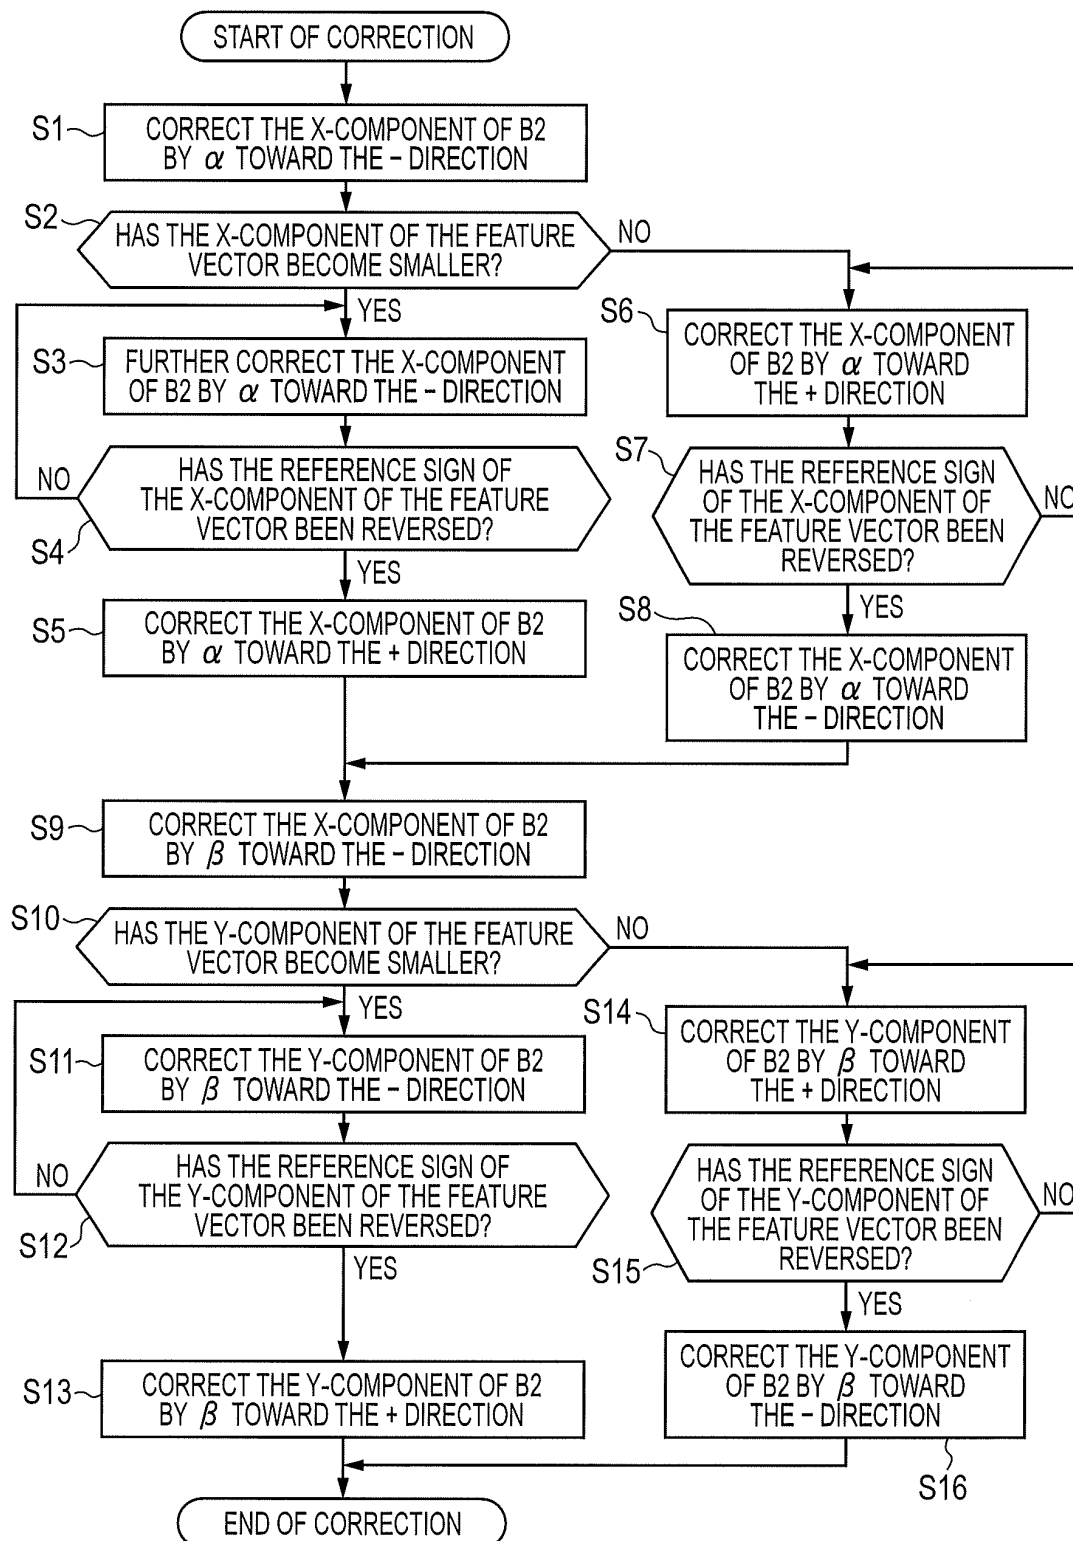 START OF CORRECTION
S1
CORRECT THE X-COMPONENT OF B2
BY α TOWARD THE − DIRECTION
S2
HAS THE X-COMPONENT OF THE FEATURE
VECTOR BECOME SMALLER?
NO
YES
S3
FURTHER CORRECT THE X-COMPONENT
OF B2 BY α TOWARD THE − DIRECTION
S6
CORRECT THE X-COMPONENT
OF B2 BY α TOWARD
THE + DIRECTION
NO
HAS THE REFERENCE SIGN OF
THE X-COMPONENT OF THE FEATURE
VECTOR BEEN REVERSED?
S4
YES
S7
HAS THE REFERENCE SIGN
OF THE X-COMPONENT OF
THE FEATURE VECTOR BEEN
REVERSED?
NO
YES
S5
CORRECT THE X-COMPONENT OF B2
BY α TOWARD THE + DIRECTION
S8
CORRECT THE X-COMPONENT
OF B2 BY α TOWARD
THE − DIRECTION
S9
CORRECT THE X-COMPONENT OF B2
BY β TOWARD THE − DIRECTION
S10
HAS THE Y-COMPONENT OF THE FEATURE
VECTOR BECOME SMALLER?
NO
YES
S11
CORRECT THE Y-COMPONENT OF B2
BY β TOWARD THE − DIRECTION
S14
CORRECT THE Y-COMPONENT
OF B2 BY β TOWARD
THE + DIRECTION
NO
HAS THE REFERENCE SIGN OF
THE Y-COMPONENT OF THE FEATURE
VECTOR BEEN REVERSED?
S12
YES
HAS THE REFERENCE SIGN
OF THE Y-COMPONENT OF
THE FEATURE VECTOR BEEN
REVERSED?
NO
S15
YES
S13
CORRECT THE Y-COMPONENT OF B2
BY β TOWARD THE + DIRECTION
CORRECT THE Y-COMPONENT
OF B2 BY β TOWARD
THE − DIRECTION
S16
END OF CORRECTION